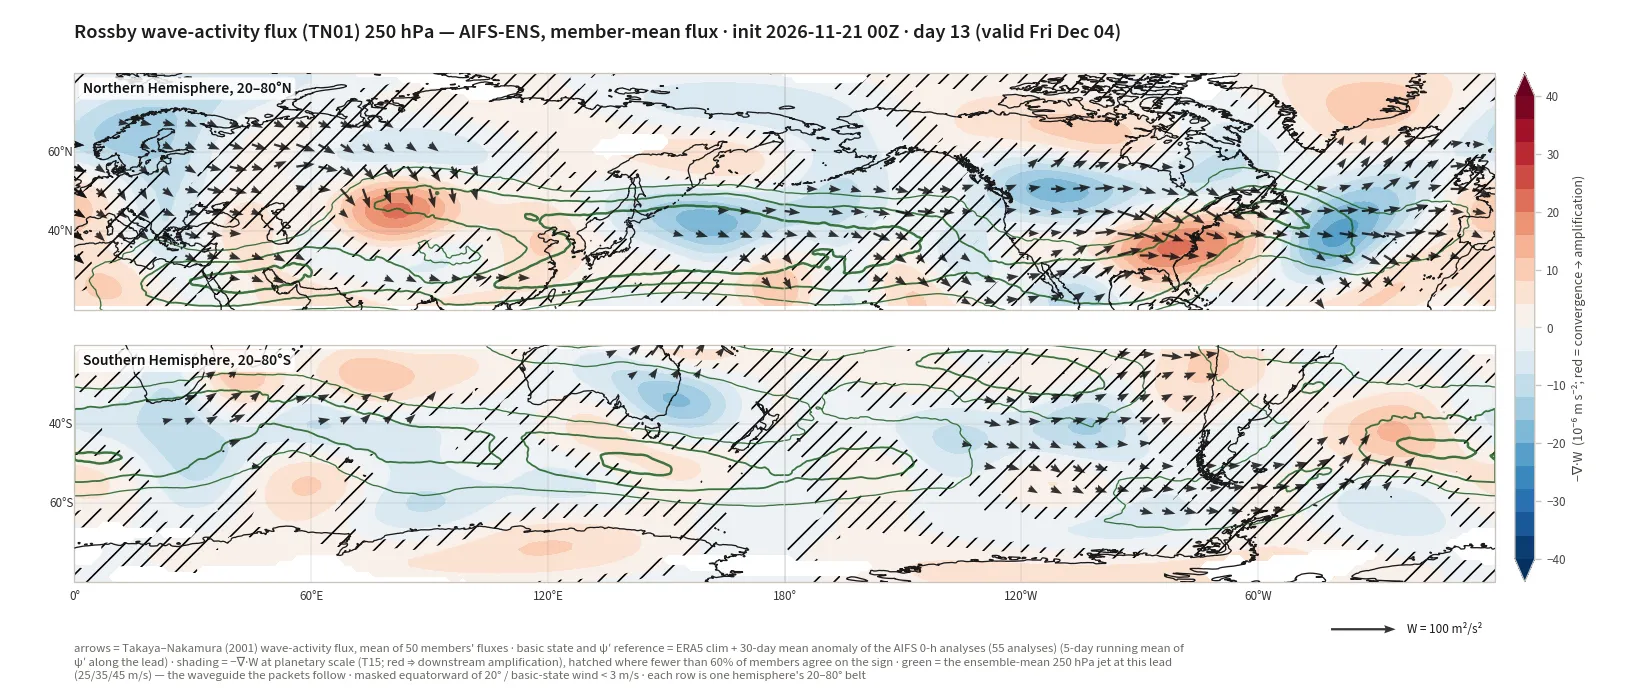 Rossby wave-activity flux (TN01) 250 hPa — AIFS-ENS, member-mean flux · init 2026-11-21 00Z · day 13 (valid Fri Dec 04)
Northern Hemisphere, 20–80°N
60°N
40°N
Southern Hemisphere, 20–80°S
40°S
60°S
0°
60°E
120°E
180°
120°W
60°W
40
30
20
10
0
−10
−20
−30
−40
−∇·W (10⁻⁶ m s⁻²; red = convergence → amplification)
W = 100 m²/s²
arrows = Takaya–Nakamura (2001) wave-activity flux, mean of 50 members' fluxes · basic state and ψ' reference = ERA5 clim + 30-day mean anomaly of the AIFS 0-h analyses (55 analyses) (5-day running mean of
ψ' along the lead) · shading = −∇·W at planetary scale (T15; red ⇒ downstream amplification), hatched where fewer than 60% of members agree on the sign · green = the ensemble-mean 250 hPa jet at this lead
(25/35/45 m/s) — the waveguide the packets follow · masked equatorward of 20° / basic-state wind < 3 m/s · each row is one hemisphere's 20–80° belt